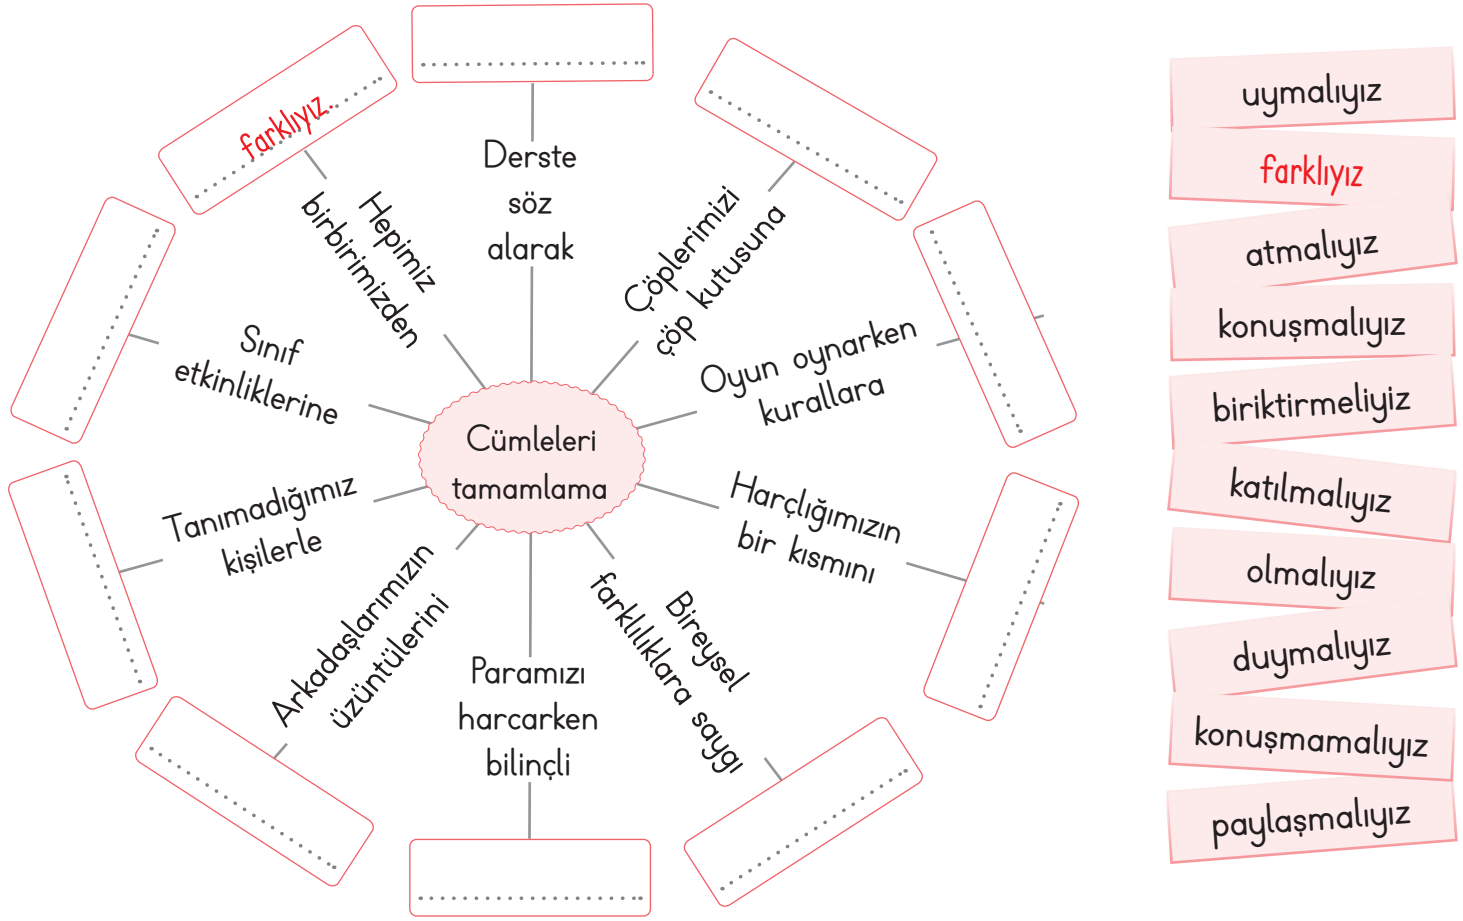 farklıyız.
Hepimiz
birbirimizden
Derste
söz
alarak
Çöplerimizi
çöp kutusuna
Oyun oynarken
kurallara
Harçlığımızın
bir kısmını
Bireysel
farklılıklara saygı
Paramızı
harcarken
bilinçli
Arkadaşlarımızın
üzüntülerini
Tanımadığımız
kişilerle
Sınıf
etkinliklerine
Cümleleri
tamamlama
uymalıyız
farklıyız
atmalıyız
konuşmalıyız
biriktirmeliyiz
katılmalıyız
olmalıyız
duymalıyız
konuşmamalıyız
paylaşmalıyız